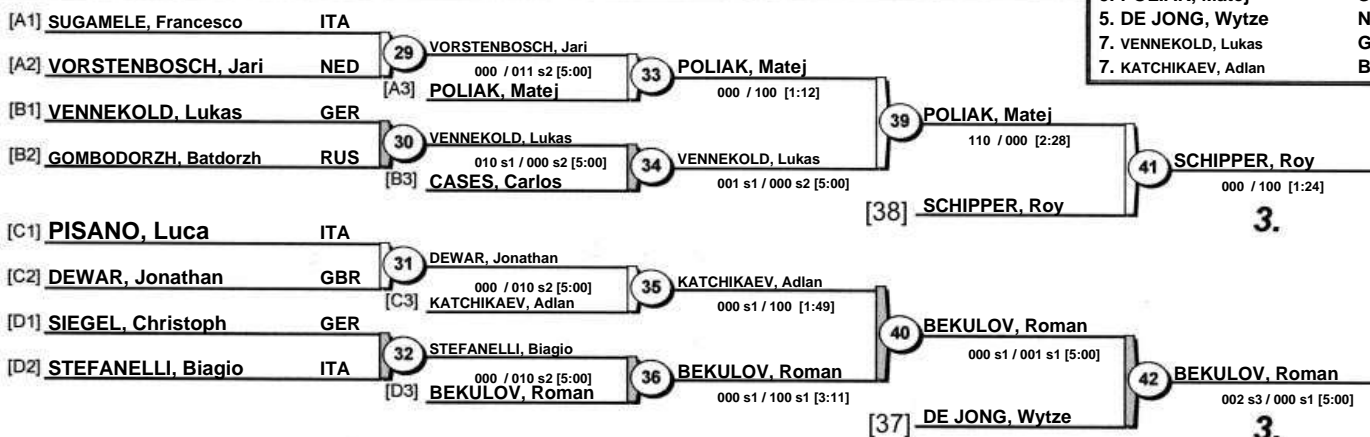 5. DE JONG, Wytze
7. VENNEKOLD, Lukas G
7. KATCHIKAEV, Adlan B
[A1] SUGAMELE, Francesco ITA
[A2] VORSTENBOSCH, Jari NED
29
VORSTENBOSCH, Jari
000 / 011 s2 [5:00]
[A3] POLIAK, Matej
33
POLIAK, Matej
000 / 100 [1:12]
[B1] VENNEKOLD, Lukas GER
[B2] GOMBODORZH, Batdorzh RUS
30
VENNEKOLD, Lukas
010 s1 / 000 s2 [5:00]
[B3] CASES, Carlos
34
VENNEKOLD, Lukas
001 s1 / 000 s2 [5:00]
39
POLIAK, Matej
110 / 000 [2:28]
[38] SCHIPPER, Roy
41
SCHIPPER, Roy
000 / 100 [1:24]
3.
[C1] PISANO, Luca ITA
[C2] DEWAR, Jonathan GBR
31
DEWAR, Jonathan
000 / 010 s2 [5:00]
[C3] KATCHIKAEV, Adlan
35
KATCHIKAEV, Adlan
000 s1 / 100 [1:49]
[D1] SIEGEL, Christoph GER
[D2] STEFANELLI, Biagio ITA
32
STEFANELLI, Biagio
000 / 010 s2 [5:00]
[D3] BEKULOV, Roman
36
BEKULOV, Roman
000 s1 / 100 s1 [3:11]
40
BEKULOV, Roman
000 s1 / 001 s1 [5:00]
[37] DE JONG, Wytze
42
BEKULOV, Roman
002 s3 / 000 s1 [5:00]
3.